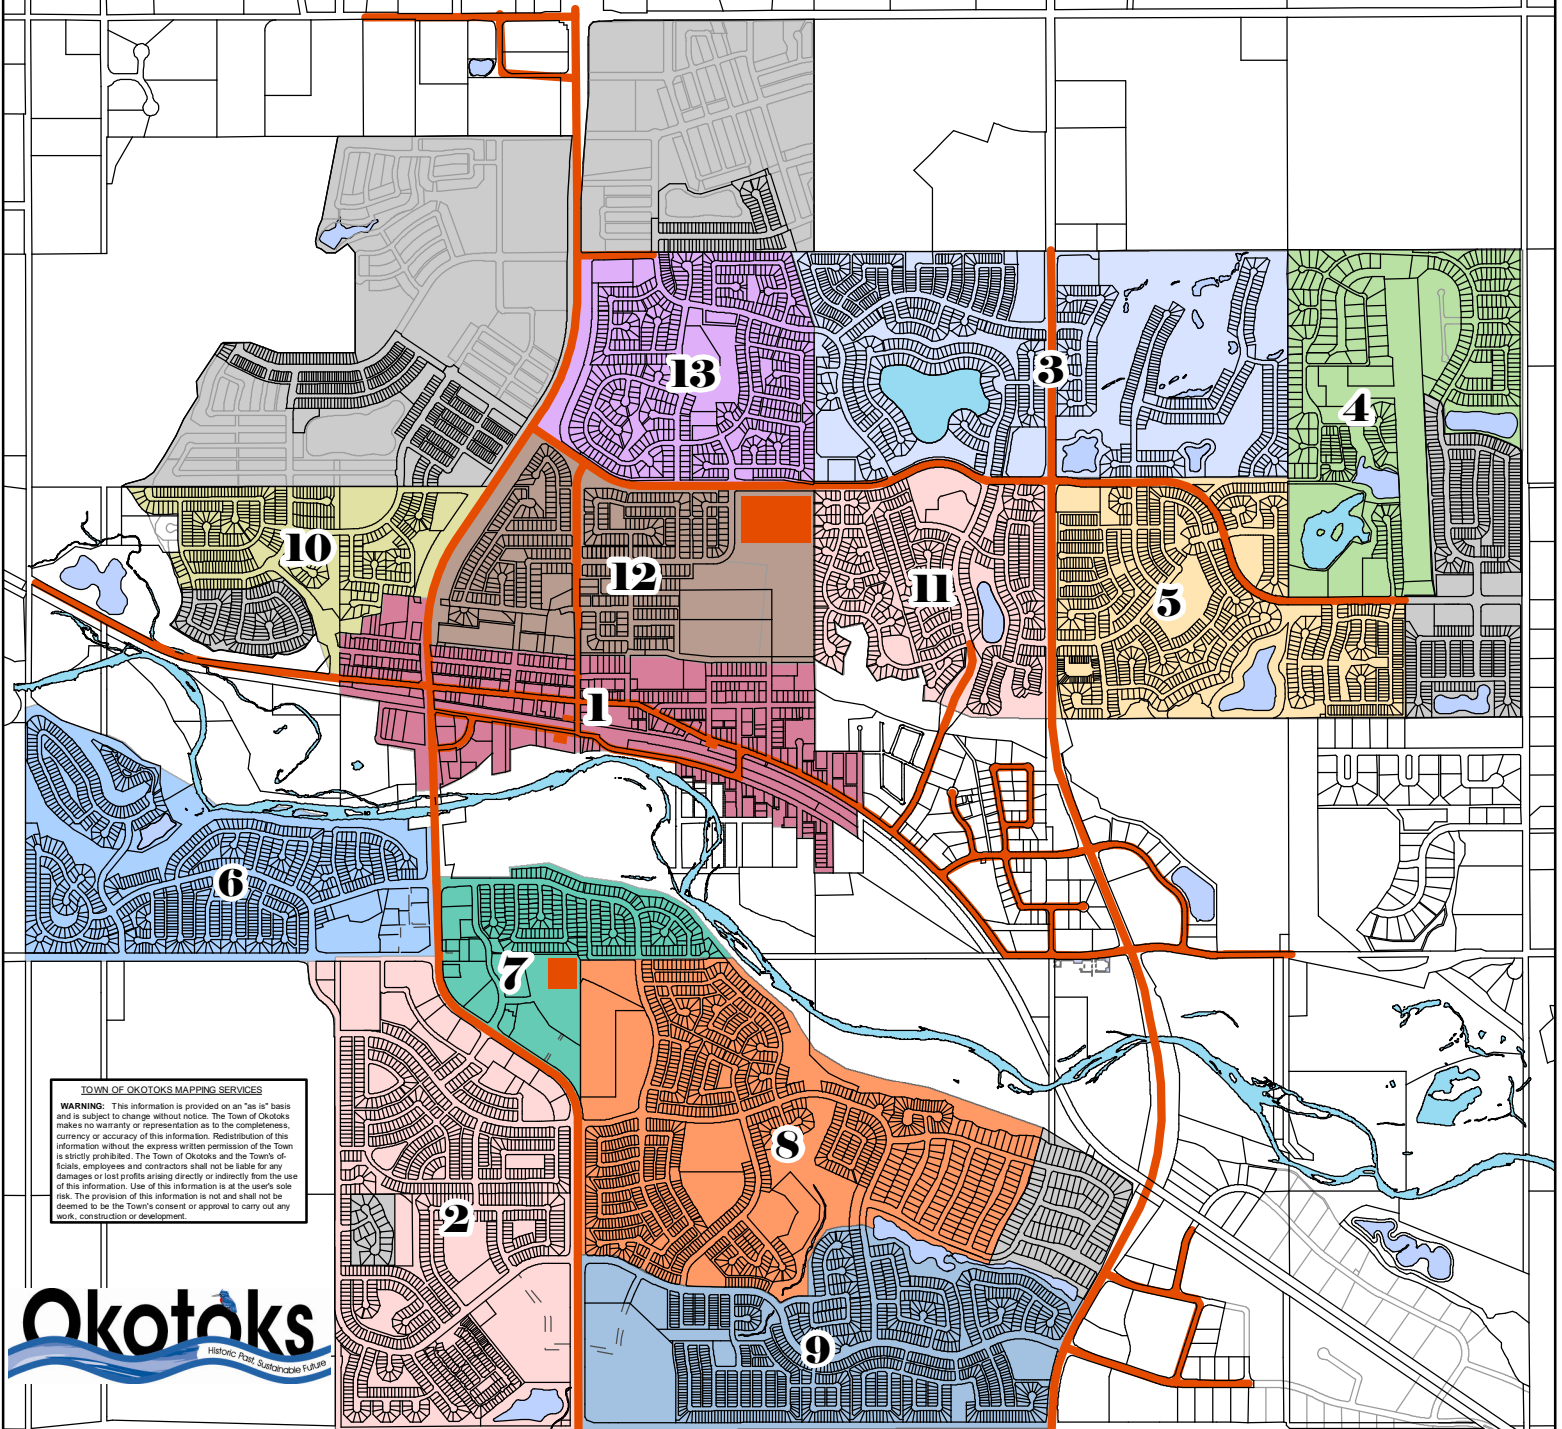 13
3
4
10
12
11
5
1
6
7
8
2
9
TOWN OF OKOTOKS MAPPING SERVICES
WARNING: This information is provided on an "as is" basis
and is subject to change without notice. The Town of Okotoks
makes no warranty or representation as to the completeness,
currency or accuracy of this information. Redistribution of this
information without the express written permission of the Town
is strictly prohibited. The Town of Okotoks and the Town's of-
ficials, employees and contractors shall not be liable for any
damages or lost profits arising directly or indirectly from the use
of this information. Use of this information is at the user's sole
risk. The provision of this information is not and shall not be
deemed to be the Town's consent or approval to carry out any
work, construction or development.
Okotoks
Historic Past, Sustainable Future